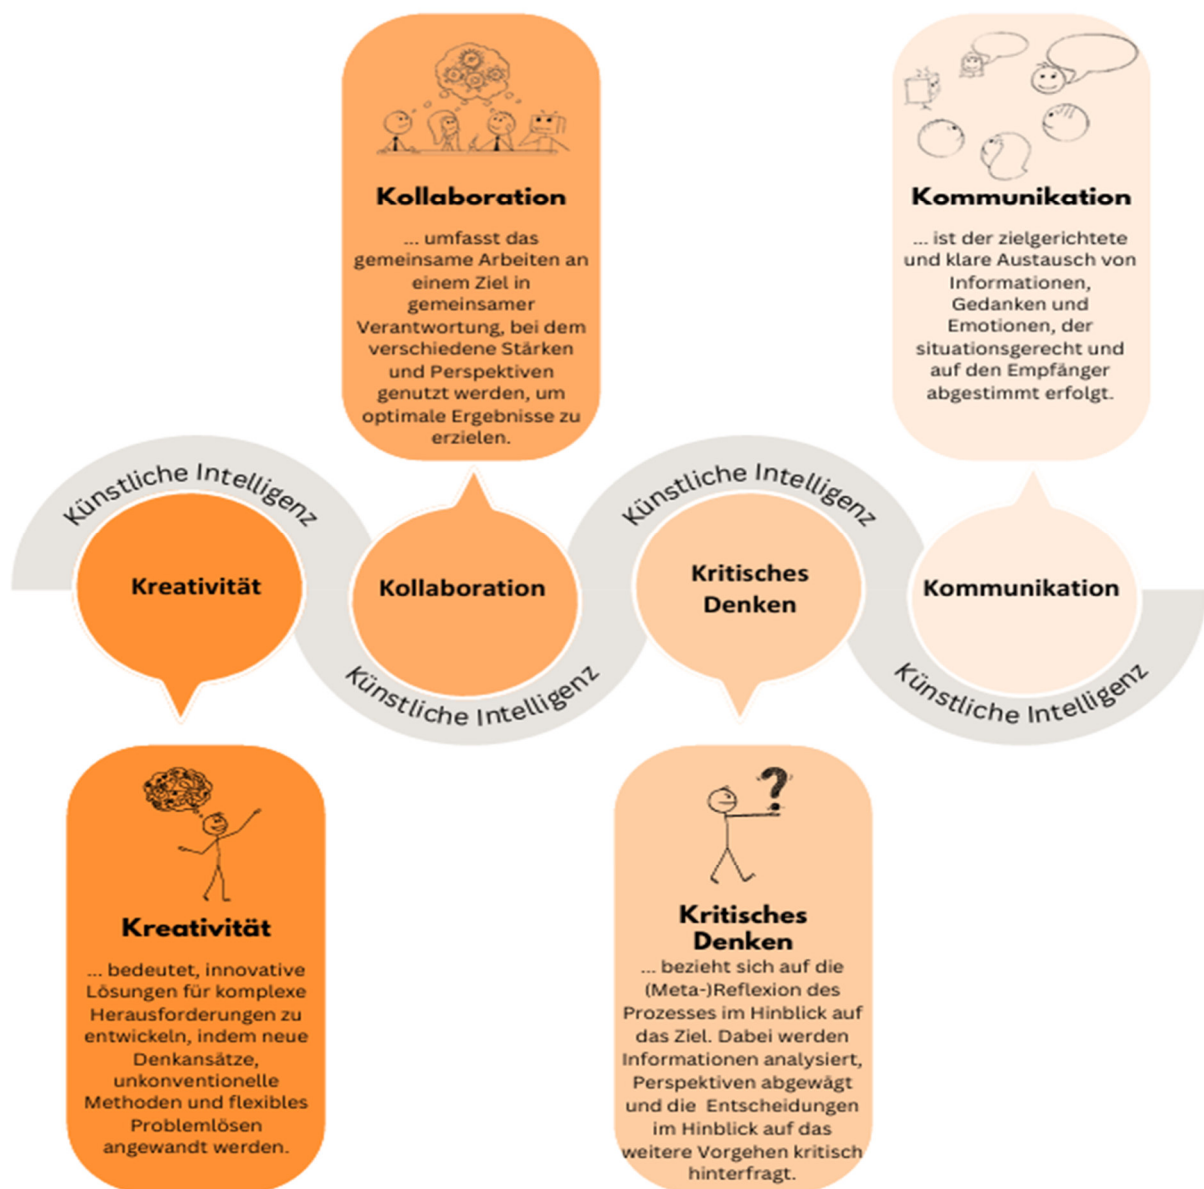 Kollaboration
... umfasst das
gemeinsame Arbeiten an
einem Ziel in
gemeinsamer
Verantwortung, bei dem
verschiedene Stärken
und Perspektiven
genutzt werden, um
optimale Ergebnisse zu
erzielen.
Kommunikation
... ist der zielgerichtete
und klare Austausch von
Informationen,
Gedanken und
Emotionen, der
situationsgerecht und
auf den Empfänger
abgestimmt erfolgt.
Künstliche Intelligenz
Kreativität
Künstliche Intelligenz
Kollaboration
Künstliche Intelligenz
Kritisches
Denken
Künstliche Intelligenz
Kommunikation
Kreativität
... bedeutet, innovative
Lösungen für komplexe
Herausforderungen zu
entwickeln, indem neue
Denkansätze,
unkonventionelle
Methoden und flexibles
Problemlösen
angewandt werden.
?
Kritisches
Denken
... bezieht sich auf die
(Meta-)Reflexion des
Prozesses im Hinblick auf
das Ziel. Dabei werden
Informationen analysiert,
Perspektiven abgewägt
und die Entscheidungen
im Hinblick auf das
weitere Vorgehen kritisch
hinterfragt.